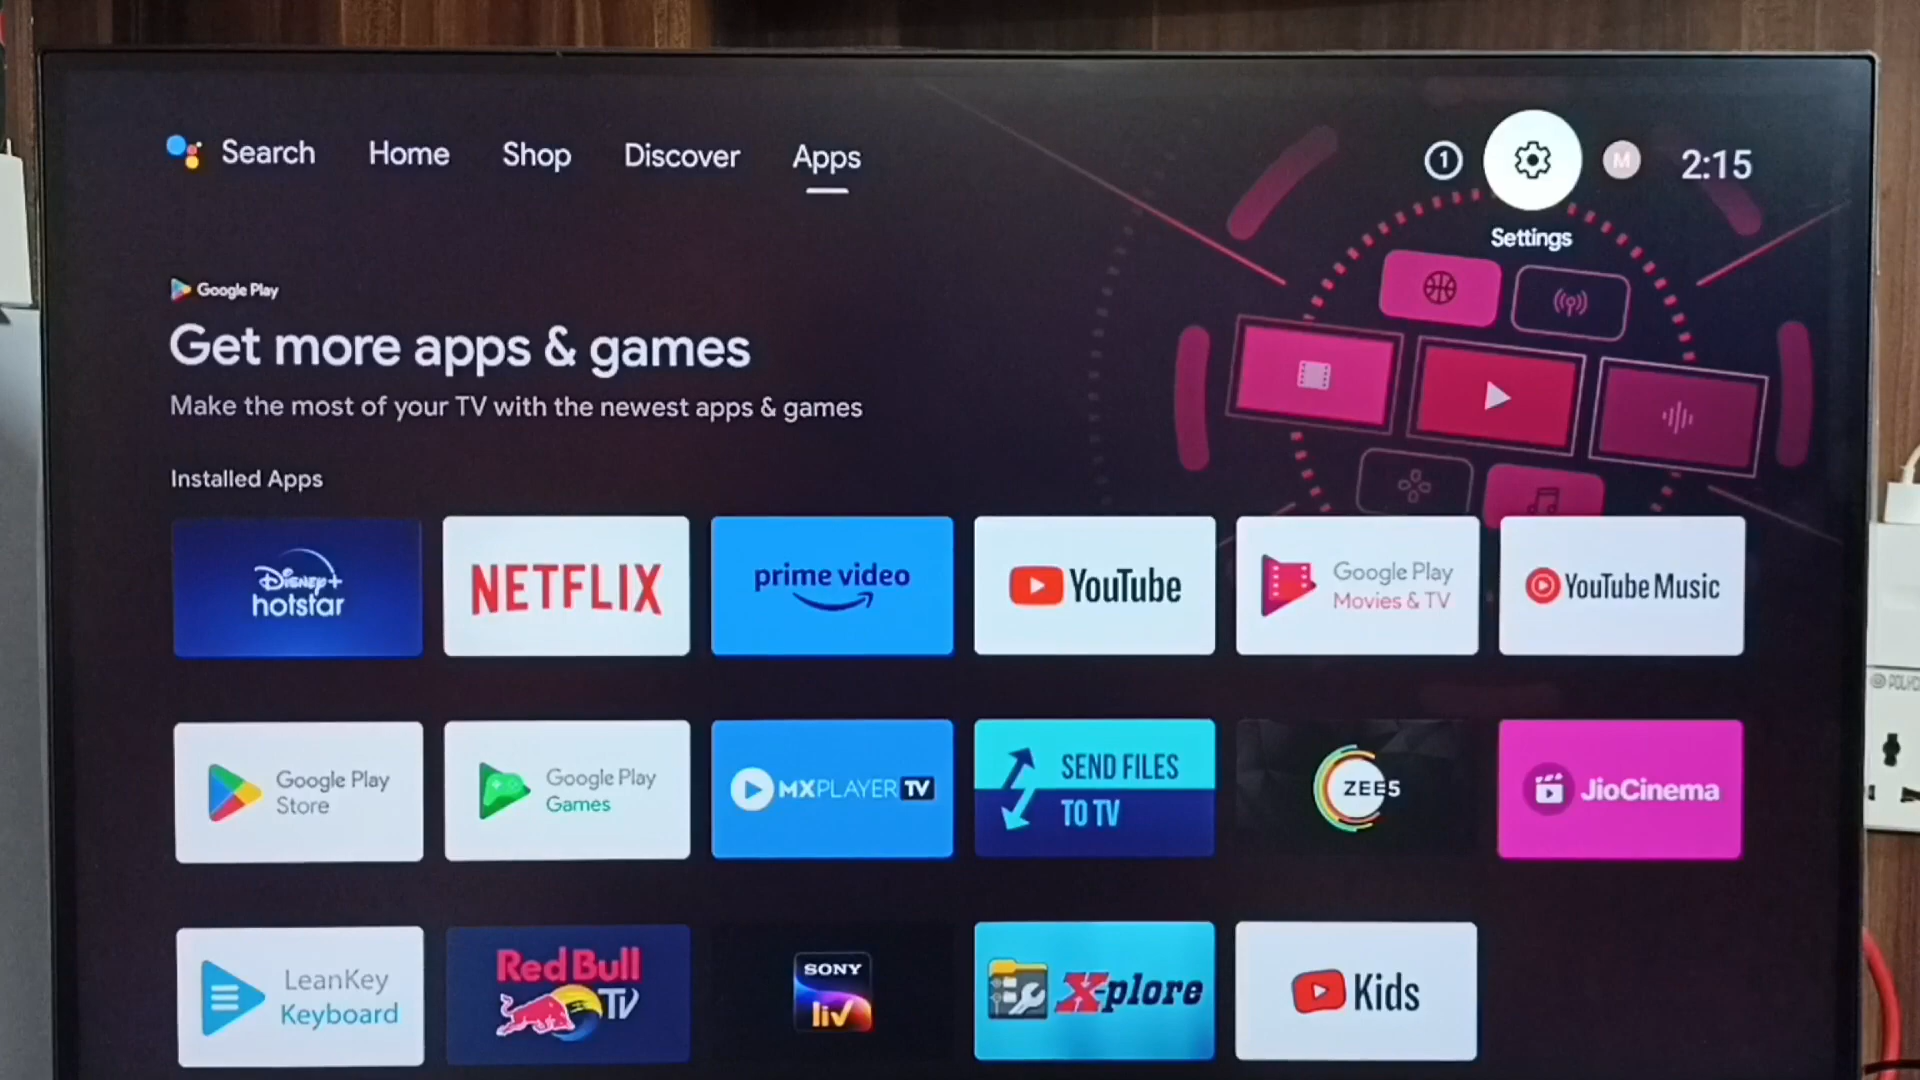 Search Home Shop Discover Apps 1 M 2:15
Settings
Google Play
Get more apps & games
Make the most of your TV with the newest apps & games
Installed Apps
Disney+
hotstar
NETFLIX
prime video
YouTube
Google Play
Movies & TV
YouTube Music
Google Play
Store
Google Play
Games
MXPLAYER TV
SEND FILES
TO TV
ZEE5
JioCinema
LeanKey
Keyboard
Red Bull
TV
SONY
liv
X-plore
Kids